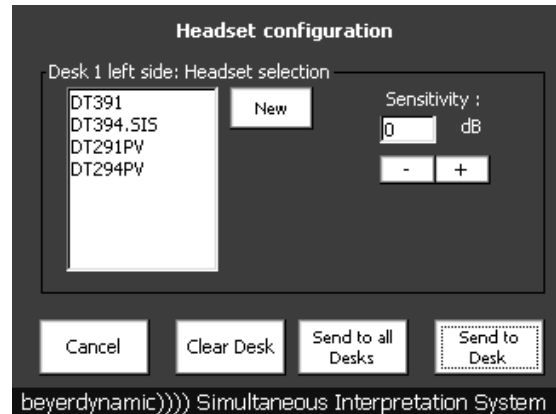 Headset configuration
Desk 1 left side: Headset selection
DT391
DT394.SIS
DT291PV
DT294PV
New
Sensitivity :
0 dB
- +
Cancel
Clear Desk
Send to all
Desks
Send to
Desk
beyerdynamic)))) Simultaneous Interpretation System